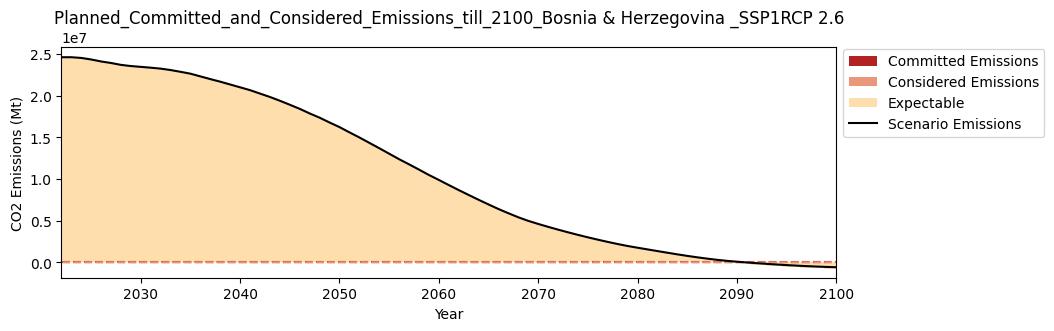 Planned_Committed_and_Considered_Emissions_till_2100_Bosnia & Herzegovina _SSP1RCP 2.6
1e7
2.5
2.0
1.5
1.0
0.5
0.0
CO2 Emissions (Mt)
2030
2040
2050
2060
2070
2080
2090
2100
Year
Committed Emissions
Considered Emissions
Expectable
Scenario Emissions